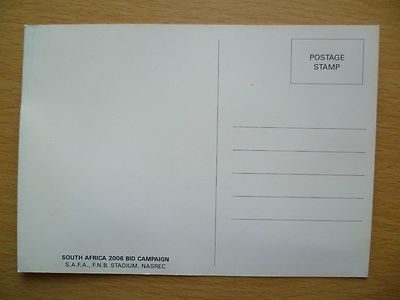 POSTAGE
STAMP
SOUTH AFRICA 2006 BID CAMPAIGN
S.A.F.A., F.N.B. STADIUM, NASREC